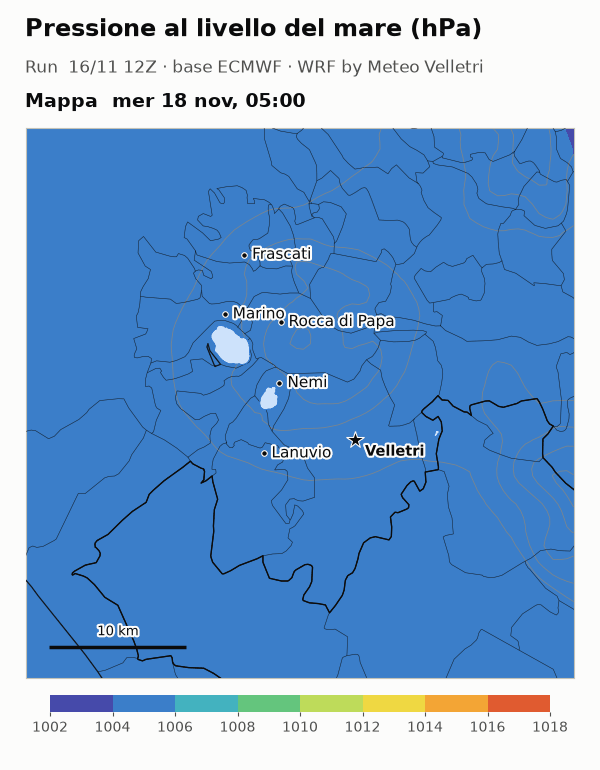 Pressione al livello del mare (hPa)
Run  16/11 12Z · base ECMWF · WRF by Meteo Velletri
Mappa  mer 18 nov, 05:00
Frascati
Marino
Rocca di Papa
Nemi
Velletri
Lanuvio
10 km
1002 1004 1006 1008 1010 1012 1014 1016 1018